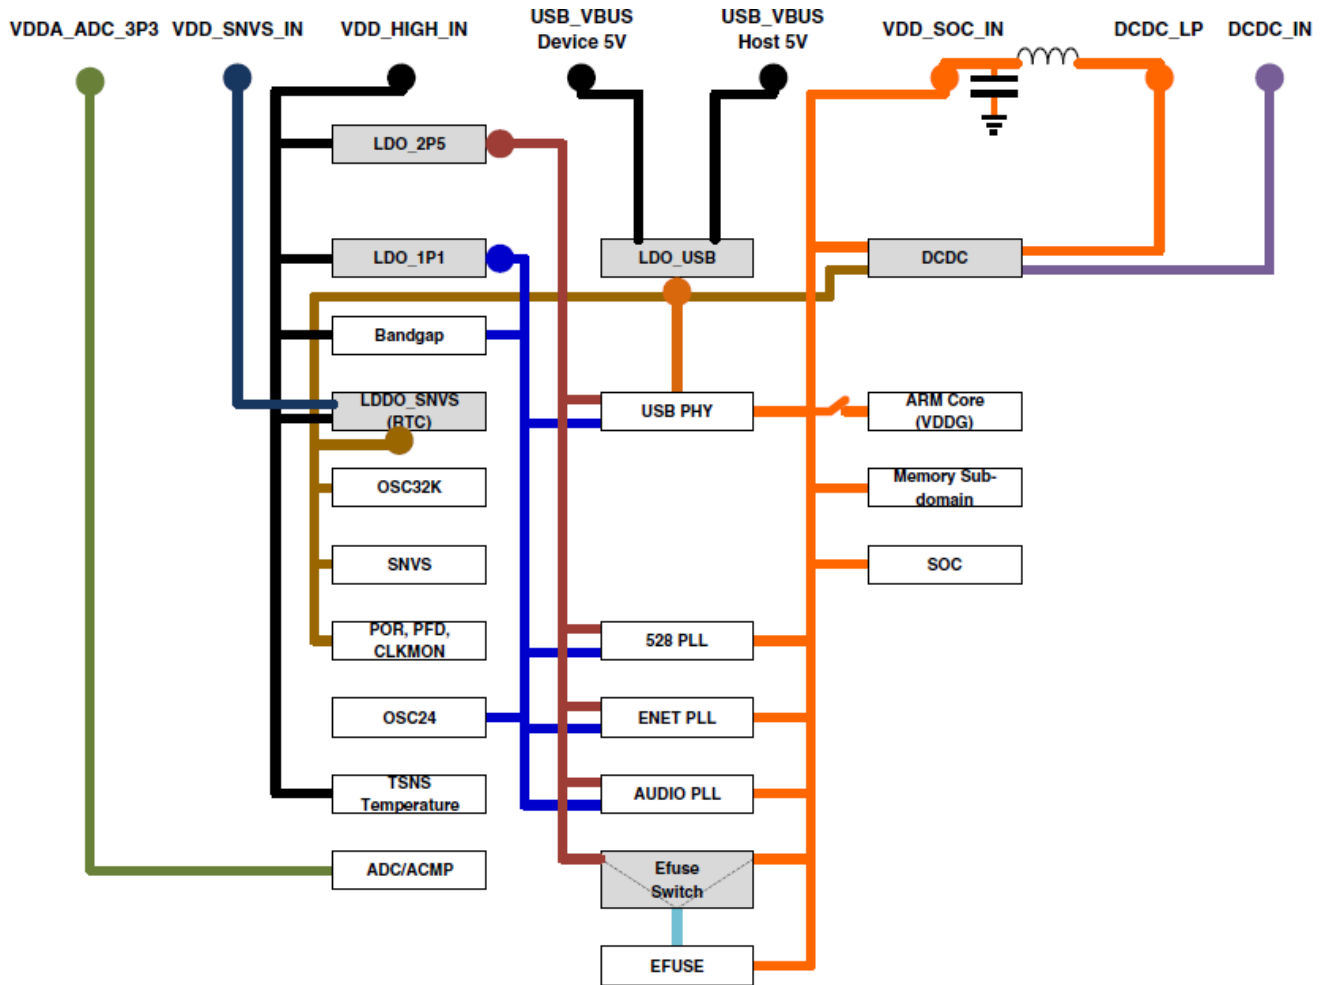 VDDA_ADC_3P3
VDD_SNVS_IN
VDD_HIGH_IN
USB_VBUS
Device 5V
USB_VBUS
Host 5V
VDD_SOC_IN
DCDC_LP
DCDC_IN
LDO_2P5
LDO_1P1
LDO_USB
DCDC
Bandgap
LDDO_SNVS
(RTC)
USB PHY
ARM Core
(VDDG)
OSC32K
Memory Sub-
domain
SNVS
SOC
POR, PFD,
CLKMON
528 PLL
OSC24
ENET PLL
TSNS
Temperature
AUDIO PLL
ADC/ACMP
Efuse
Switch
EFUSE